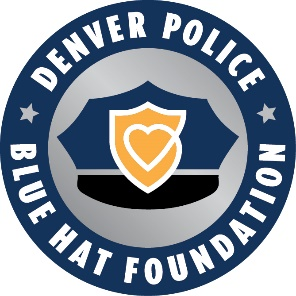 DENVER POLICE
BLUE HAT FOUNDATION